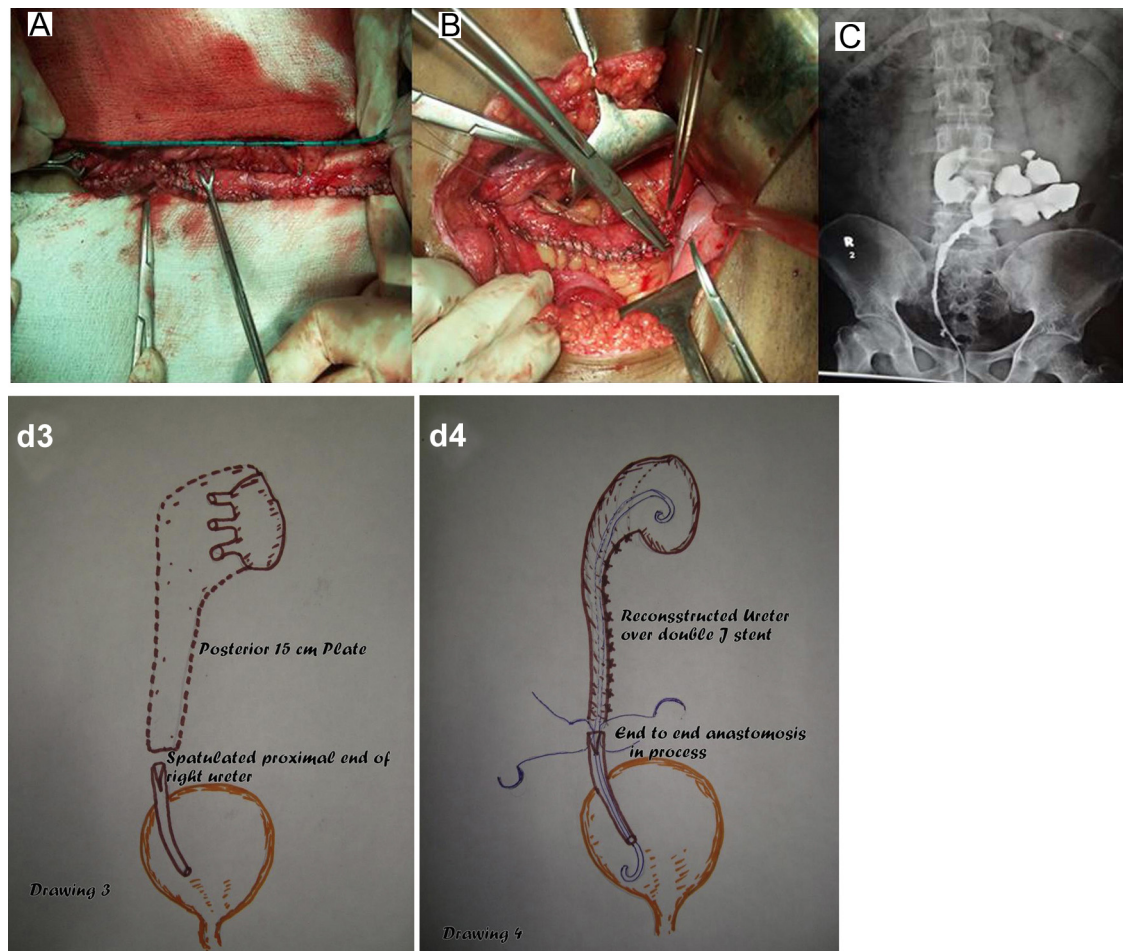 A
B
C
R
2
d3
Posterior 15 cm Plate
Spatulated proximal end of
right ureter
Drawing 3
d4
Reconsstructed Ureter
over double J stent
End to end anastomosis
in process
Drawing 4